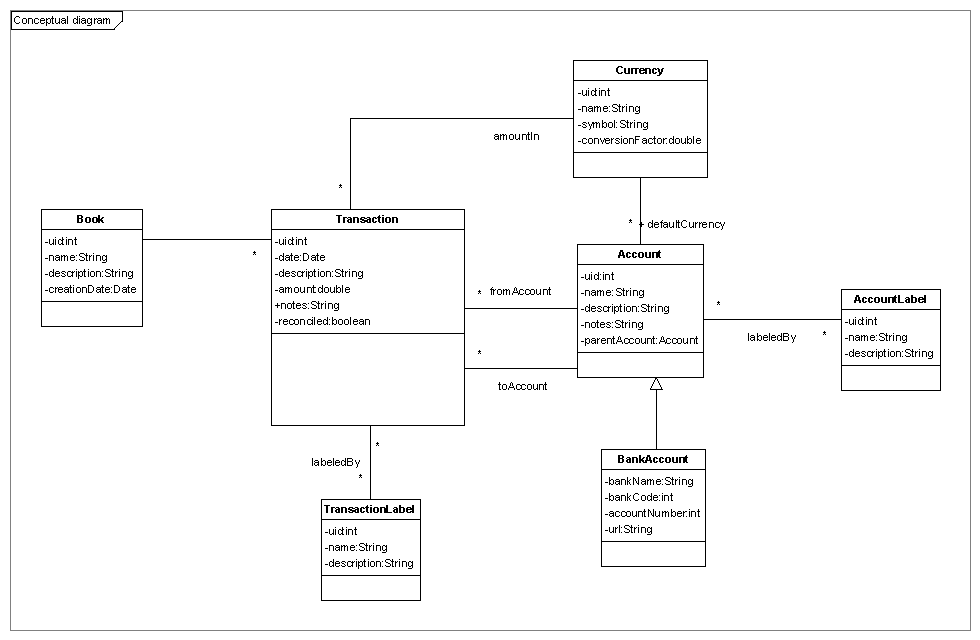 Conceptual diagram
Currency
-uid:int
-name:String
-symbol:String
-conversionFactor:double
amountIn
*
* + defaultCurrency
Book
-uid:int
-name:String
-description:String
-creationDate:Date
*
Transaction
-uid:int
-date:Date
-description:String
-amount:double
+notes:String
-reconciled:boolean
* fromAccount
*
toAccount
Account
-uid:int
-name:String
-description:String
-notes:String
-parentAccount:Account
*
labeledBy
*
AccountLabel
-uid:int
-name:String
-description:String
*
labeledBy
*
TransactionLabel
-uid:int
-name:String
-description:String
BankAccount
-bankName:String
-bankCode:int
-accountNumber:int
-url:String